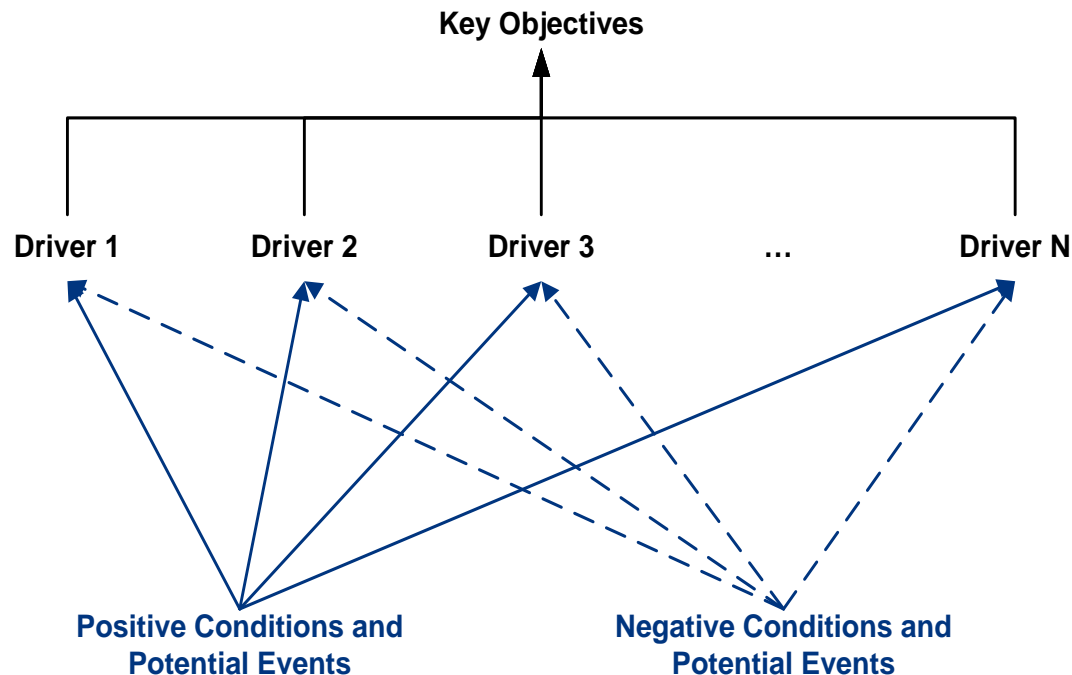 Key Objectives
Driver 1
Driver 2
Driver 3
...
Driver N
Positive Conditions and
Potential Events
Negative Conditions and
Potential Events